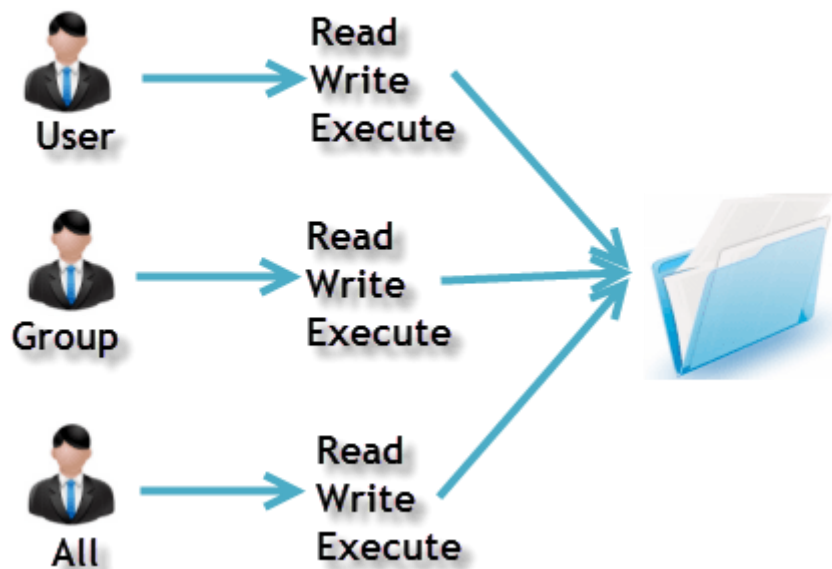 User
Read
Write
Execute
Group
Read
Write
Execute
All
Read
Write
Execute